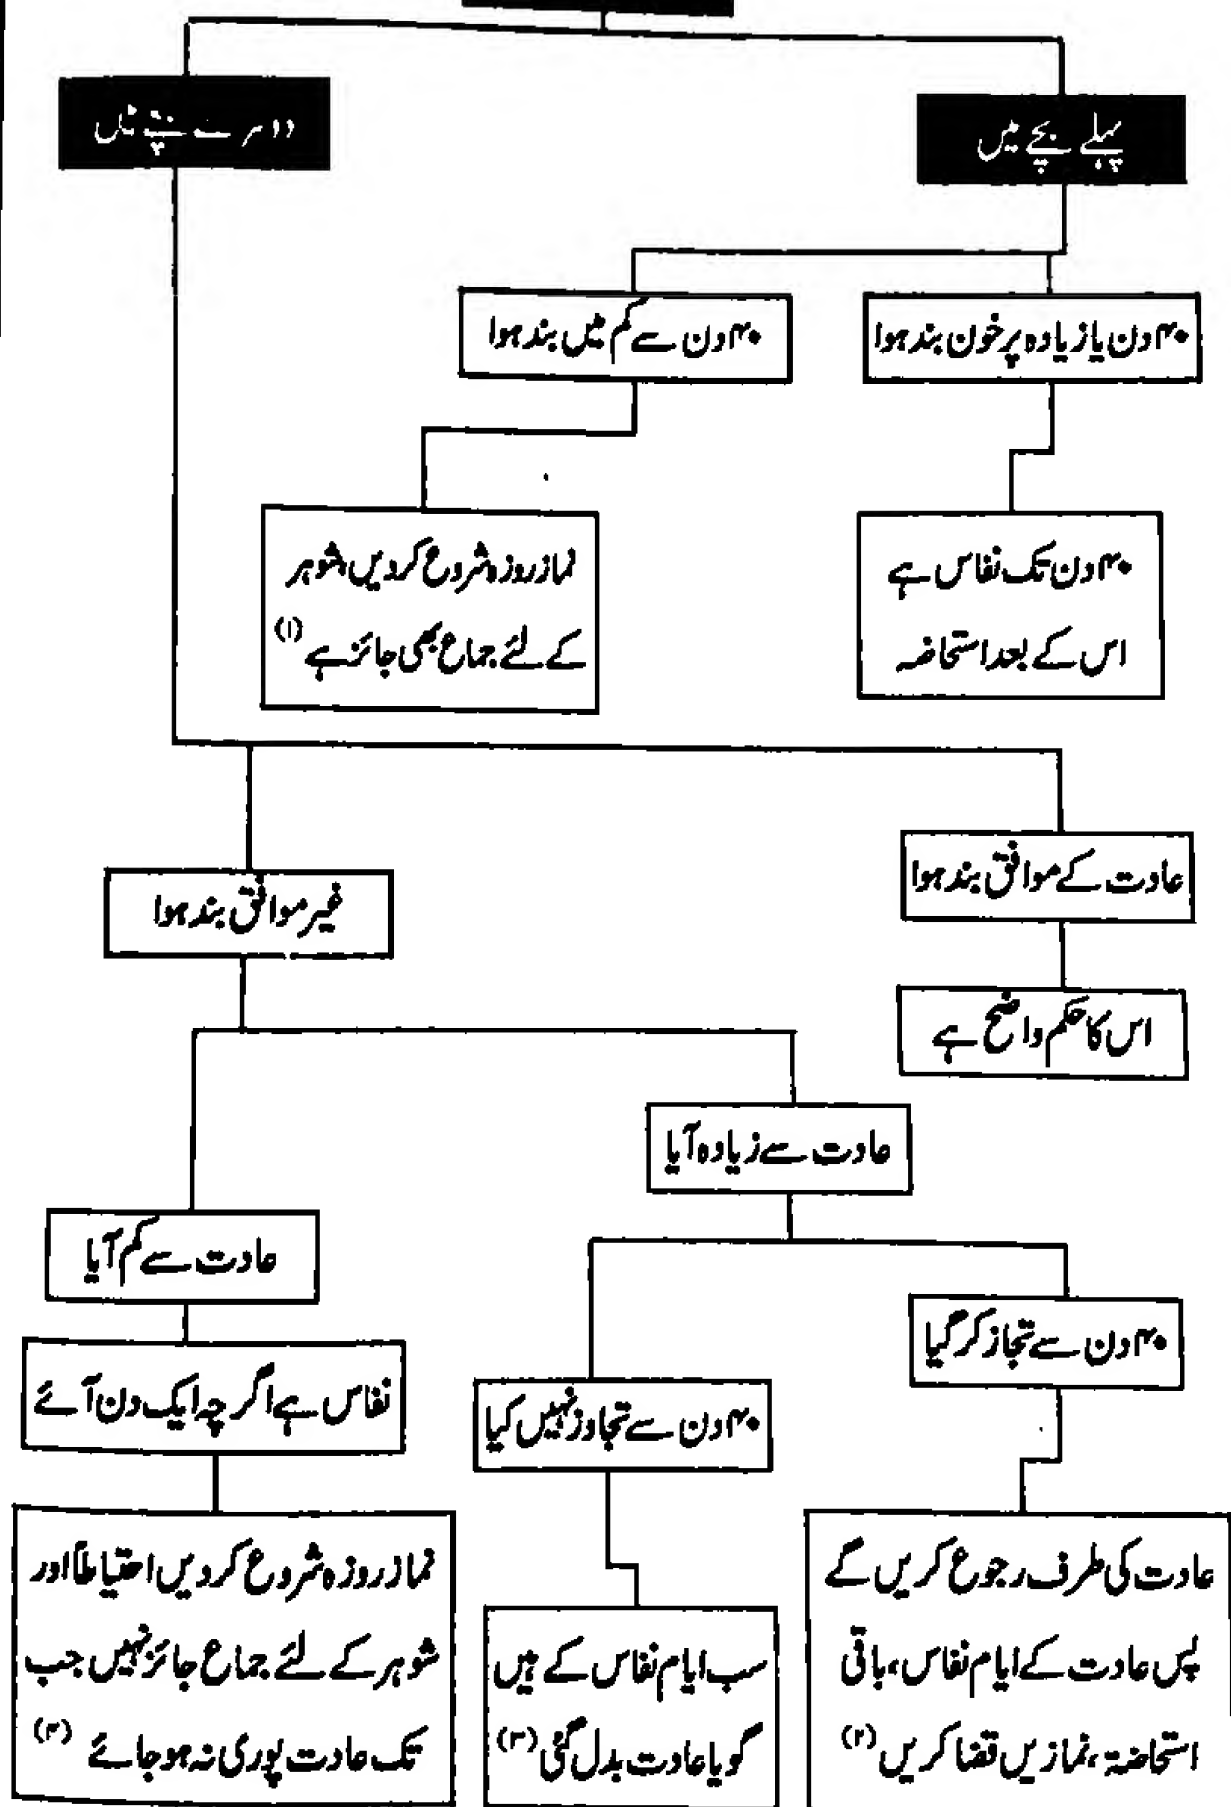 پہلے بچے میں
دوسرے بچے میں
۴۰ دن یا زیادہ پر خون بند ہوا
۴۰ دن سے کم میں بند ہوا
۴۰ دن تک نفاس ہے
اس کے بعد استحاضہ
نماز روزہ شروع کردیں، شوہر
کے لئے جماع بھی جائز ہے (۱)
عادت کے موافق بند ہوا
غیر موافق بند ہوا
اس کا حکم واضح ہے
عادت سے زیادہ آیا
عادت سے کم آیا
۴۰ دن سے تجاز کر گیا
۴۰ دن سے تجاوز نہیں کیا
نفاس ہے اگر چہ ایک دن آئے
عادت کی طرف رجوع کریں گے
پس عادت کے ایام نفاس، باقی
استحاضۃ، نمازیں قضا کریں (۲)
سب ایام نفاس کے ہیں
گویا عادت بدل گئی (۳)
نماز روزہ شروع کردیں احتیاطاً اور
شوہر کے لئے جماع جائز نہیں جب
تک عادت پوری نہ ہو جائے (۴)